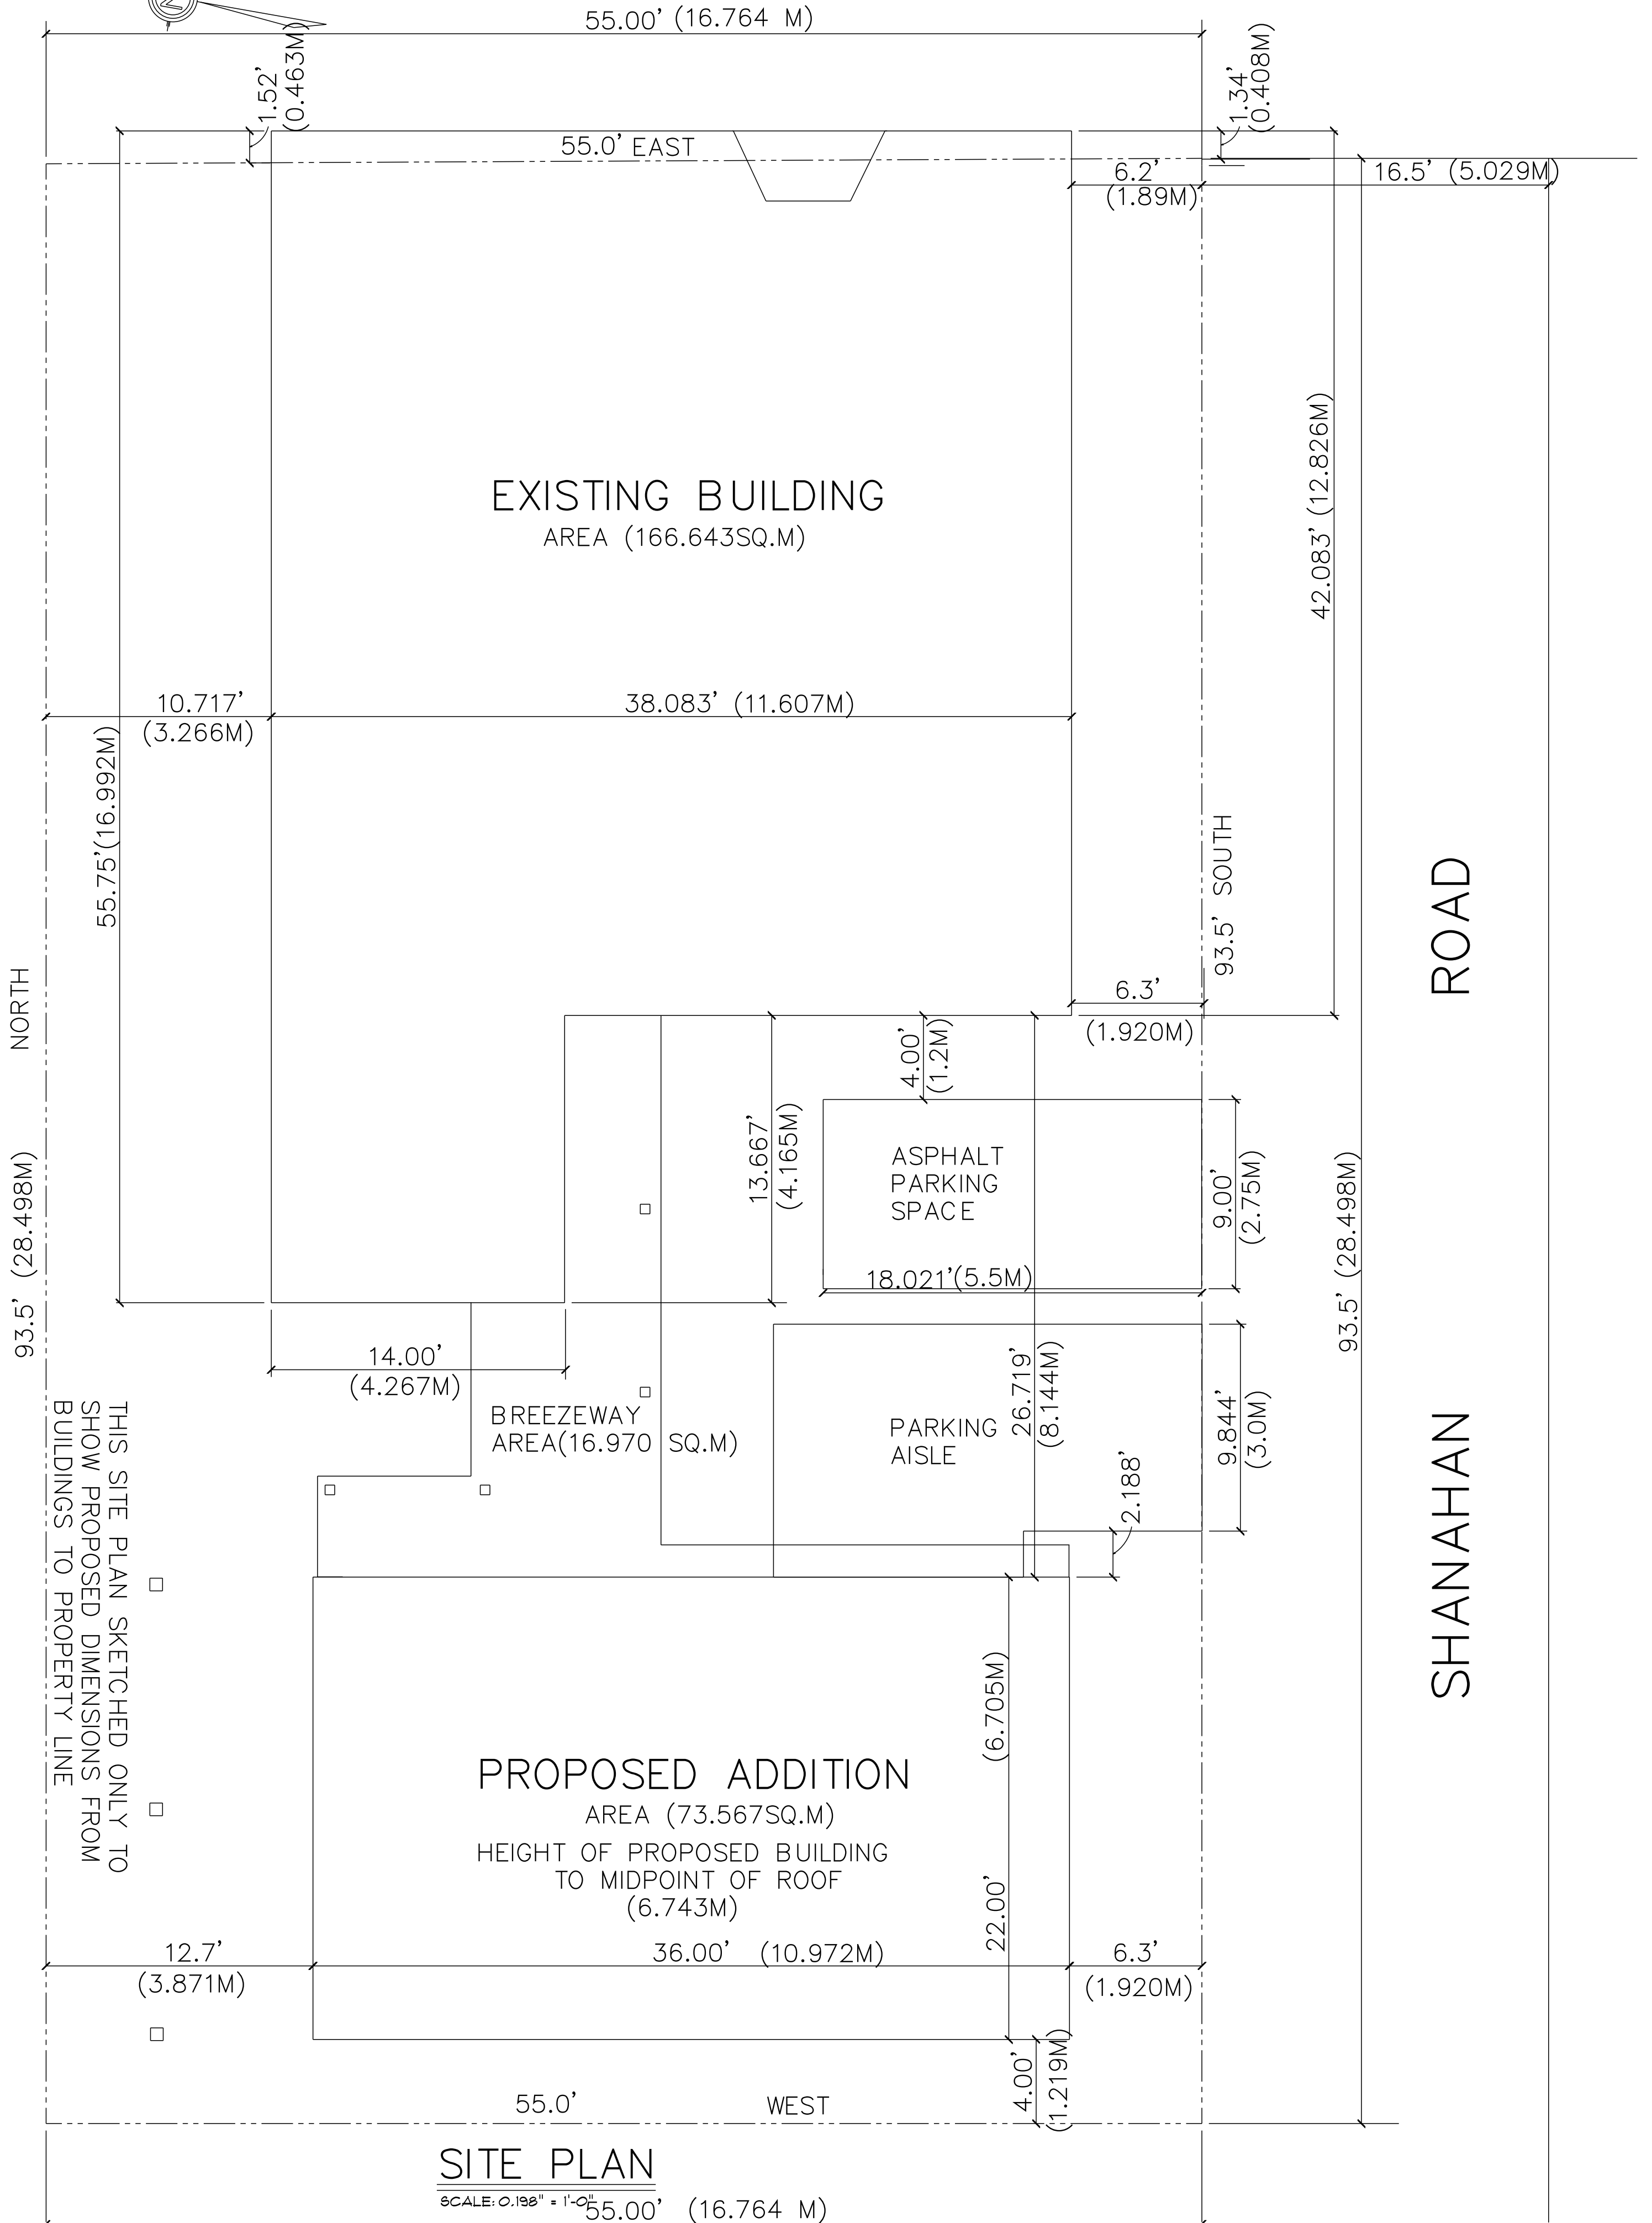 N
55.00' (16.764 M)
1.52'
(0.463M)
1.34'
(0.408M)
55.0' EAST
6.2'
(1.89M)
16.5' (5.029M)
EXISTING BUILDING
AREA (166.643SQ.M)
42.083' (12.826M)
10.717'
(3.266M)
38.083' (11.607M)
55.75'(16.992M)
93.5' SOUTH
ROAD
NORTH
6.3'
(1.920M)
4.00'
(1.2M)
13.667'
(4.165M)
ASPHALT
PARKING
SPACE
9.00'
(2.75M)
93.5' (28.498M)
93.5' (28.498M)
18.021'(5.5M)
14.00'
(4.267M)
26.719'
(8.144M)
BREEZEWAY
AREA(16.970 SQ.M)
PARKING
AISLE
9.844'
(3.0M)
2.188'
SHANAHAN
THIS SITE PLAN SKETCHED ONLY TO
SHOW PROPOSED DIMENSIONS FROM
BUILDINGS TO PROPERTY LINE
(6.705M)
22.00'
PROPOSED ADDITION
AREA (73.567SQ.M)
HEIGHT OF PROPOSED BUILDING
TO MIDPOINT OF ROOF
(6.743M)
12.7'
(3.871M)
36.00' (10.972M)
6.3'
(1.920M)
4.00'
(1.219M)
55.0' WEST
SITE PLAN
SCALE: 0.198" = 1'-0"
55.00' (16.764 M)